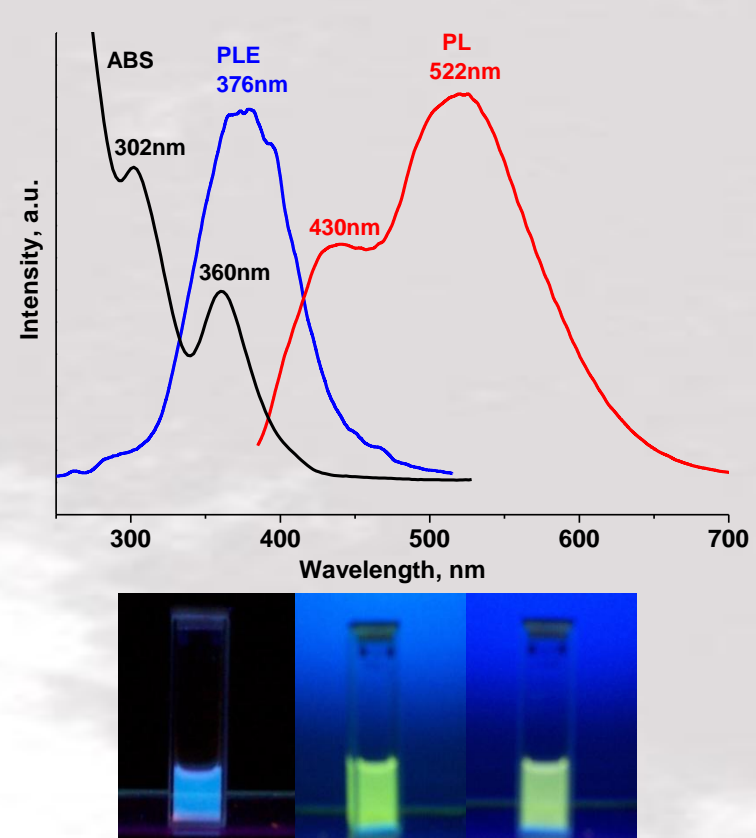 ABS
PLE
376nm
PL
522nm
302nm
430nm
360nm
Intensity, a.u.
300
400
500
600
700
Wavelength, nm